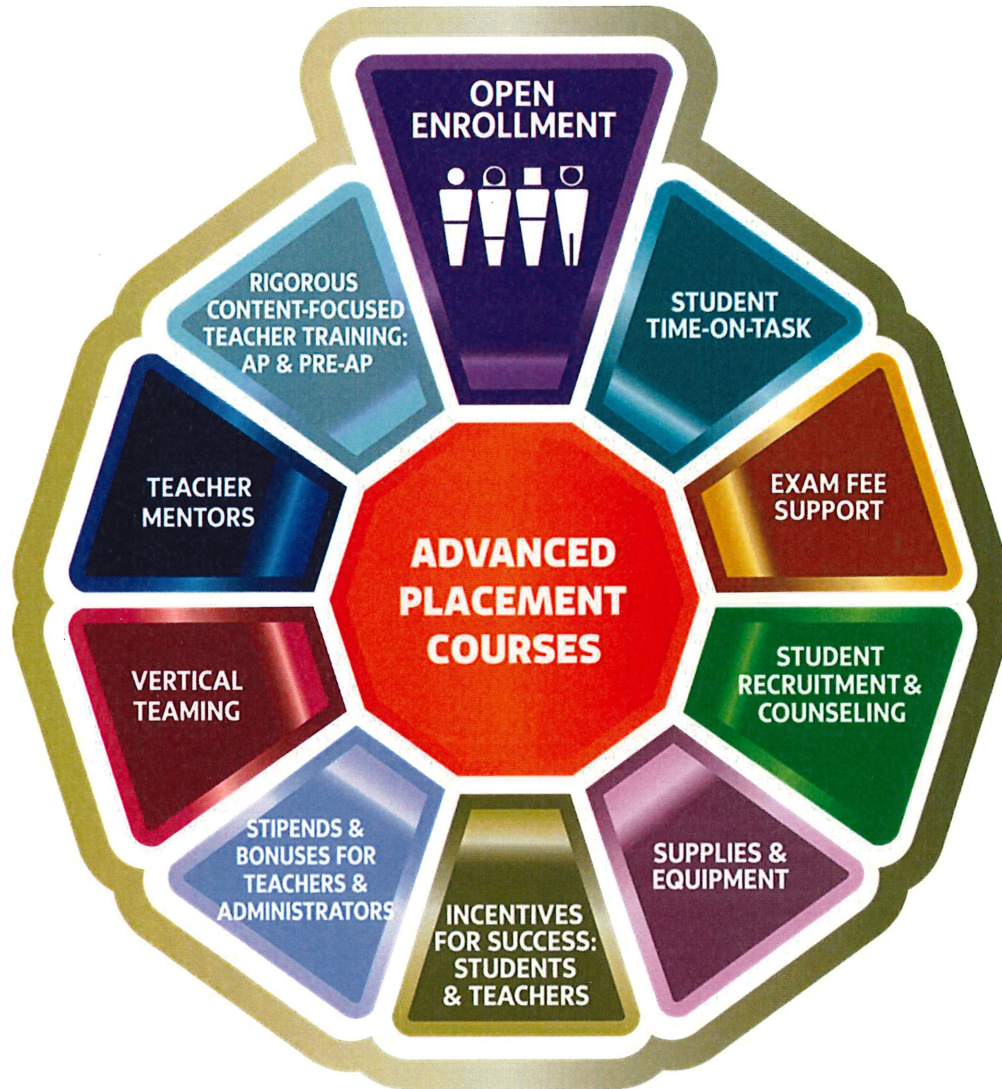 OPEN
ENROLLMENT
STUDENT
TIME-ON-TASK
EXAM FEE
SUPPORT
STUDENT
RECRUITMENT &
COUNSELING
SUPPLIES &
EQUIPMENT
INCENTIVES
FOR SUCCESS:
STUDENTS
& TEACHERS
STIPENDS &
BONUSES FOR
TEACHERS &
ADMINISTRATORS
VERTICAL
TEAMING
TEACHER
MENTORS
RIGOROUS
CONTENT-FOCUSED
TEACHER TRAINING:
AP & PRE-AP
ADVANCED
PLACEMENT
COURSES